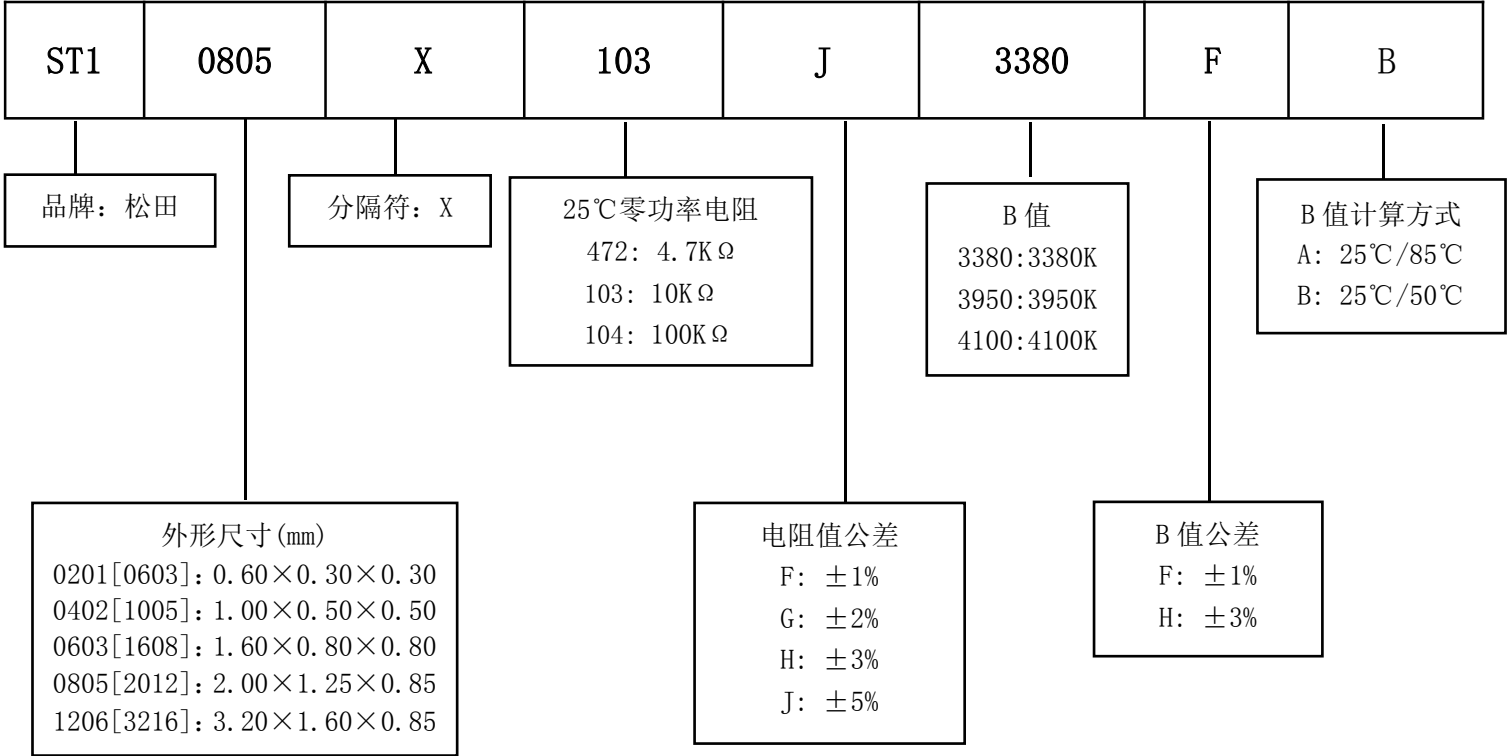 ST1 0805 X 103 J 3380 F B
品牌: 松田
分隔符: X
25℃零功率电阻
472: 4.7KΩ
103: 10KΩ
104: 100KΩ
B值
3380:3380K
3950:3950K
4100:4100K
B值计算方式
A: 25℃/85℃
B: 25℃/50℃
外形尺寸(mm)
0201[0603]:0.60×0.30×0.30
0402[1005]:1.00×0.50×0.50
0603[1608]:1.60×0.80×0.80
0805[2012]:2.00×1.25×0.85
1206[3216]:3.20×1.60×0.85
电阻值公差
F: ±1%
G: ±2%
H: ±3%
J: ±5%
B值公差
F: ±1%
H: ±3%